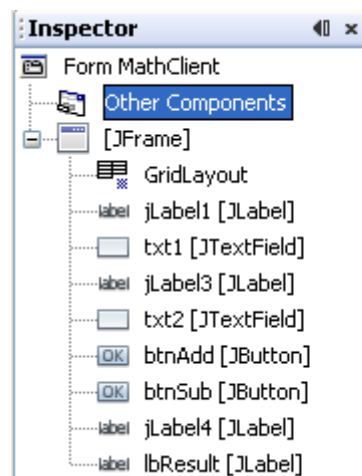 Inspector
Form MathClient
Other Components
[JFrame]
GridLayout
label jLabel1 [JLabel]
txt1 [JTextField]
label jLabel3 [JLabel]
txt2 [JTextField]
OK btnAdd [JButton]
OK btnSub [JButton]
label jLabel4 [JLabel]
label lbResult [JLabel]